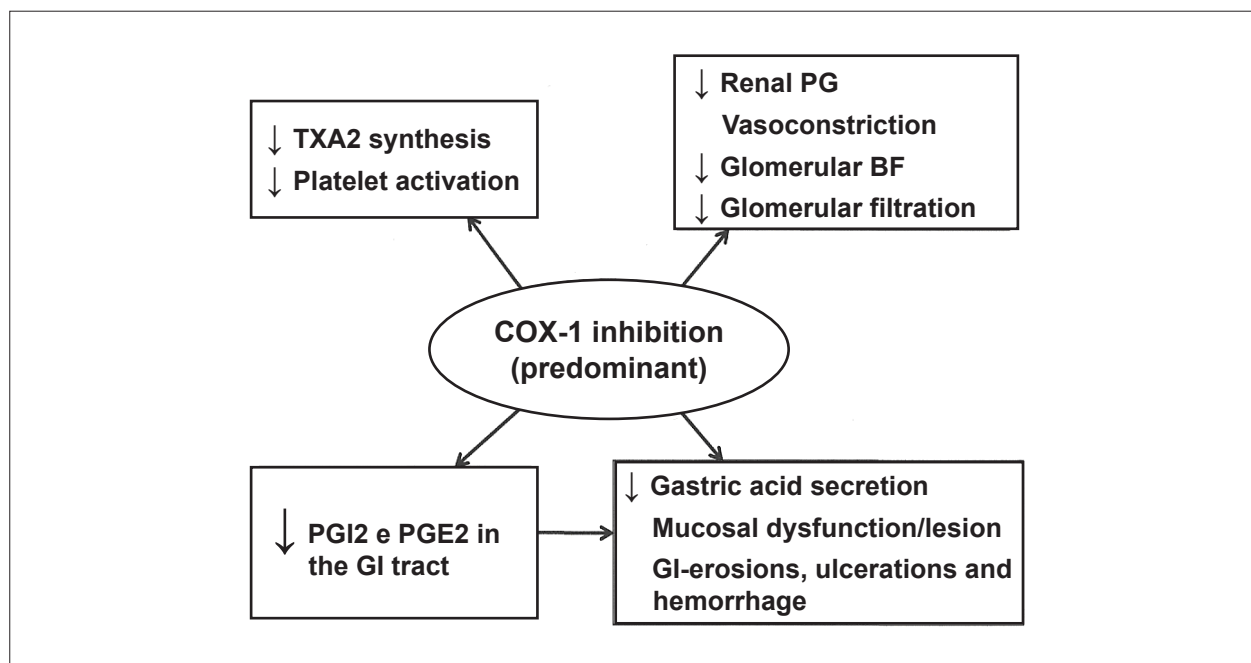 ↓ TXA2 synthesis
↓ Platelet activation
↓ Renal PG
Vasoconstriction
↓ Glomerular BF
↓ Glomerular filtration
COX-1 inhibition
(predominant)
↓ PGI2 e PGE2 in
the GI tract
↓ Gastric acid secretion
Mucosal dysfunction/lesion
GI-erosions, ulcerations and
hemorrhage